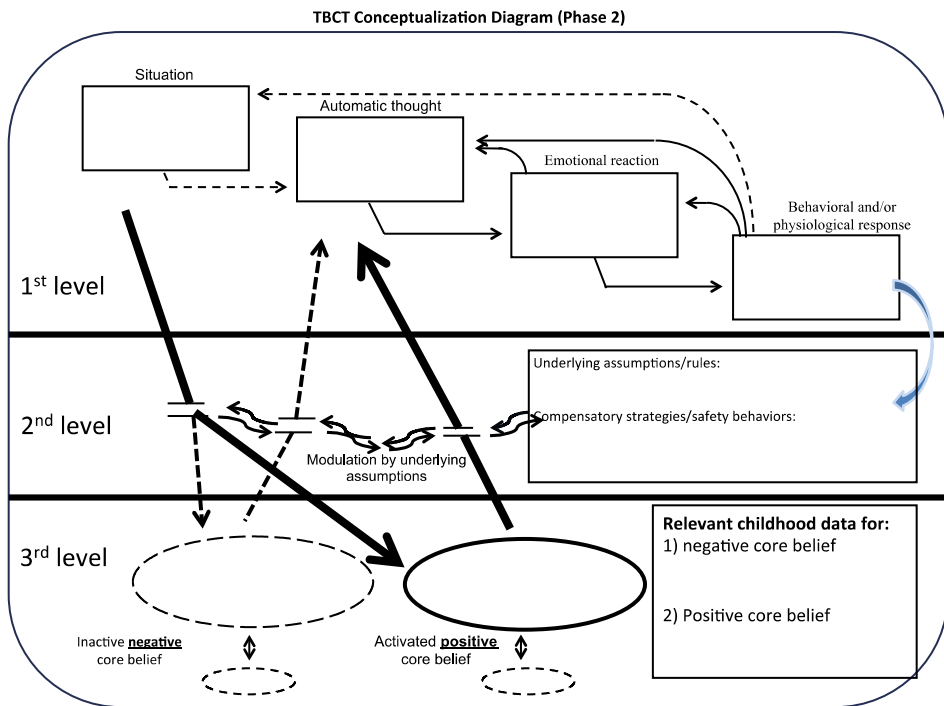 TBCT Conceptualization Diagram (Phase 2)
Situation
Automatic thought
Emotional reaction
Behavioral and/or
physiological response
1st level
Underlying assumptions/rules:
2nd level
Compensatory strategies/safety behaviors:
Modulation by underlying
assumptions
3rd level
Relevant childhood data for:
1) negative core belief
2) Positive core belief
Inactive negative
core belief
Activated positive
core belief